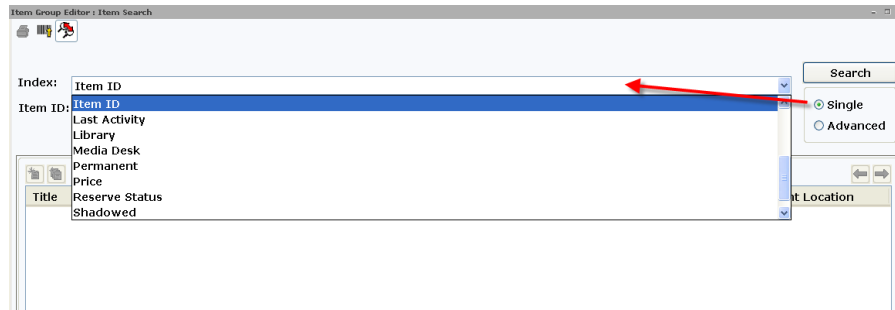 Item Group Editor : Item Search
Search
Index: Item ID
Item ID: Item ID
Single
Last Activity
Advanced
Library
Media Desk
Permanent
Price
Title Reserve Status nt Location
Shadowed